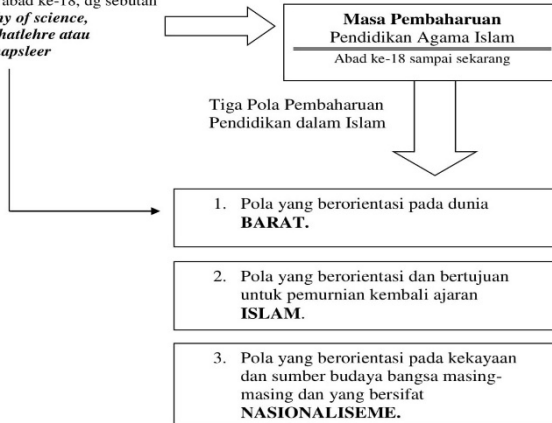 abad ke-18, dg sebutan
of science,
atau
Masa Pembaharuan
Pendidikan Agama Islam
Abad ke-18 sampai sekarang
Tiga Pola Pembaharuan
Pendidikan dalam Islam
1. Pola yang berorientasi pada dunia
BARAT.
2. Pola yang berorientasi dan bertujuan
untuk pemurnian kembali ajaran
ISLAM.
3. Pola yang berorientasi pada kekayaan
dan sumber budaya bangsa masing-
masing dan yang bersifat
NASIONALISEME.